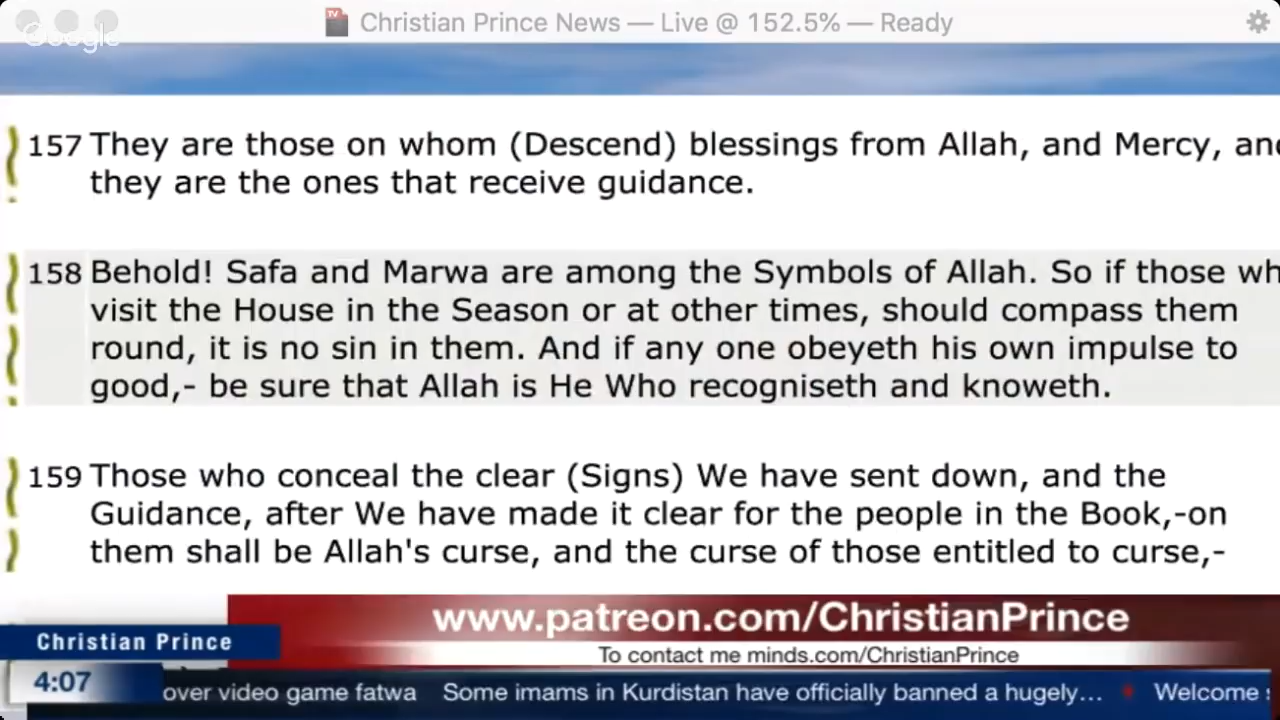 Christian Prince News — Live @ 152.5% — Ready
Google
TV
157 They are those on whom (Descend) blessings from Allah, and Mercy, an
they are the ones that receive guidance.
158 Behold! Safa and Marwa are among the Symbols of Allah. So if those wh
visit the House in the Season or at other times, should compass them
round, it is no sin in them. And if any one obeyeth his own impulse to
good,- be sure that Allah is He Who recogniseth and knoweth.
159 Those who conceal the clear (Signs) We have sent down, and the
Guidance, after We have made it clear for the people in the Book,-on
them shall be Allah's curse, and the curse of those entitled to curse,-
www.patreon.com/ChristianPrince
Christian Prince
To contact me minds.com/ChristianPrince
4:07
over video game fatwa Some imams in Kurdistan have officially banned a hugely... Welcome